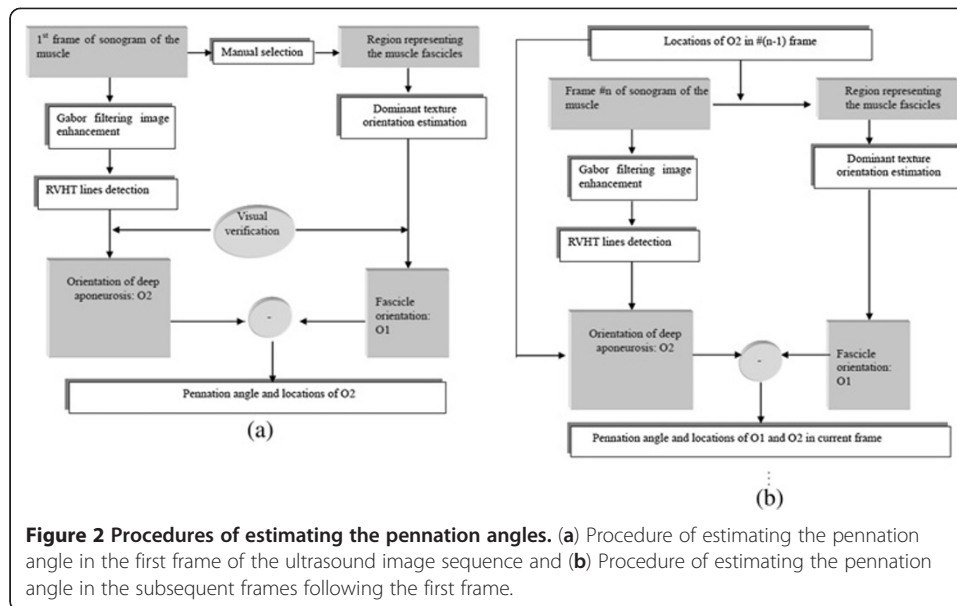 1st frame of sonogram of the
muscle
Manual selection
Region representing
the muscle fascicles
Gabor filtering image
enhancement
Dominant texture
orientation estimation
RVHT lines detection
Visual
verification
Orientation of deep
aponeurosis: O2
-
Fascicle
orientation:
O1
Pennation angle and locations of O2
(a)
Locations of O2 in #(n-1) frame
Frame #n of sonogram of the
muscle
Region representing
the muscle fascicles
Gabor filtering image
enhancement
Dominant texture
orientation estimation
RVHT lines detection
Orientation of deep
aponeurosis: O2
-
Fascicle
orientation:
O1
Pennation angle and locations of O1 and O2 in current frame
(b)
Figure 2 Procedures of estimating the pennation angles. (a) Procedure of estimating the pennation
angle in the first frame of the ultrasound image sequence and (b) Procedure of estimating the pennation
angle in the subsequent frames following the first frame.